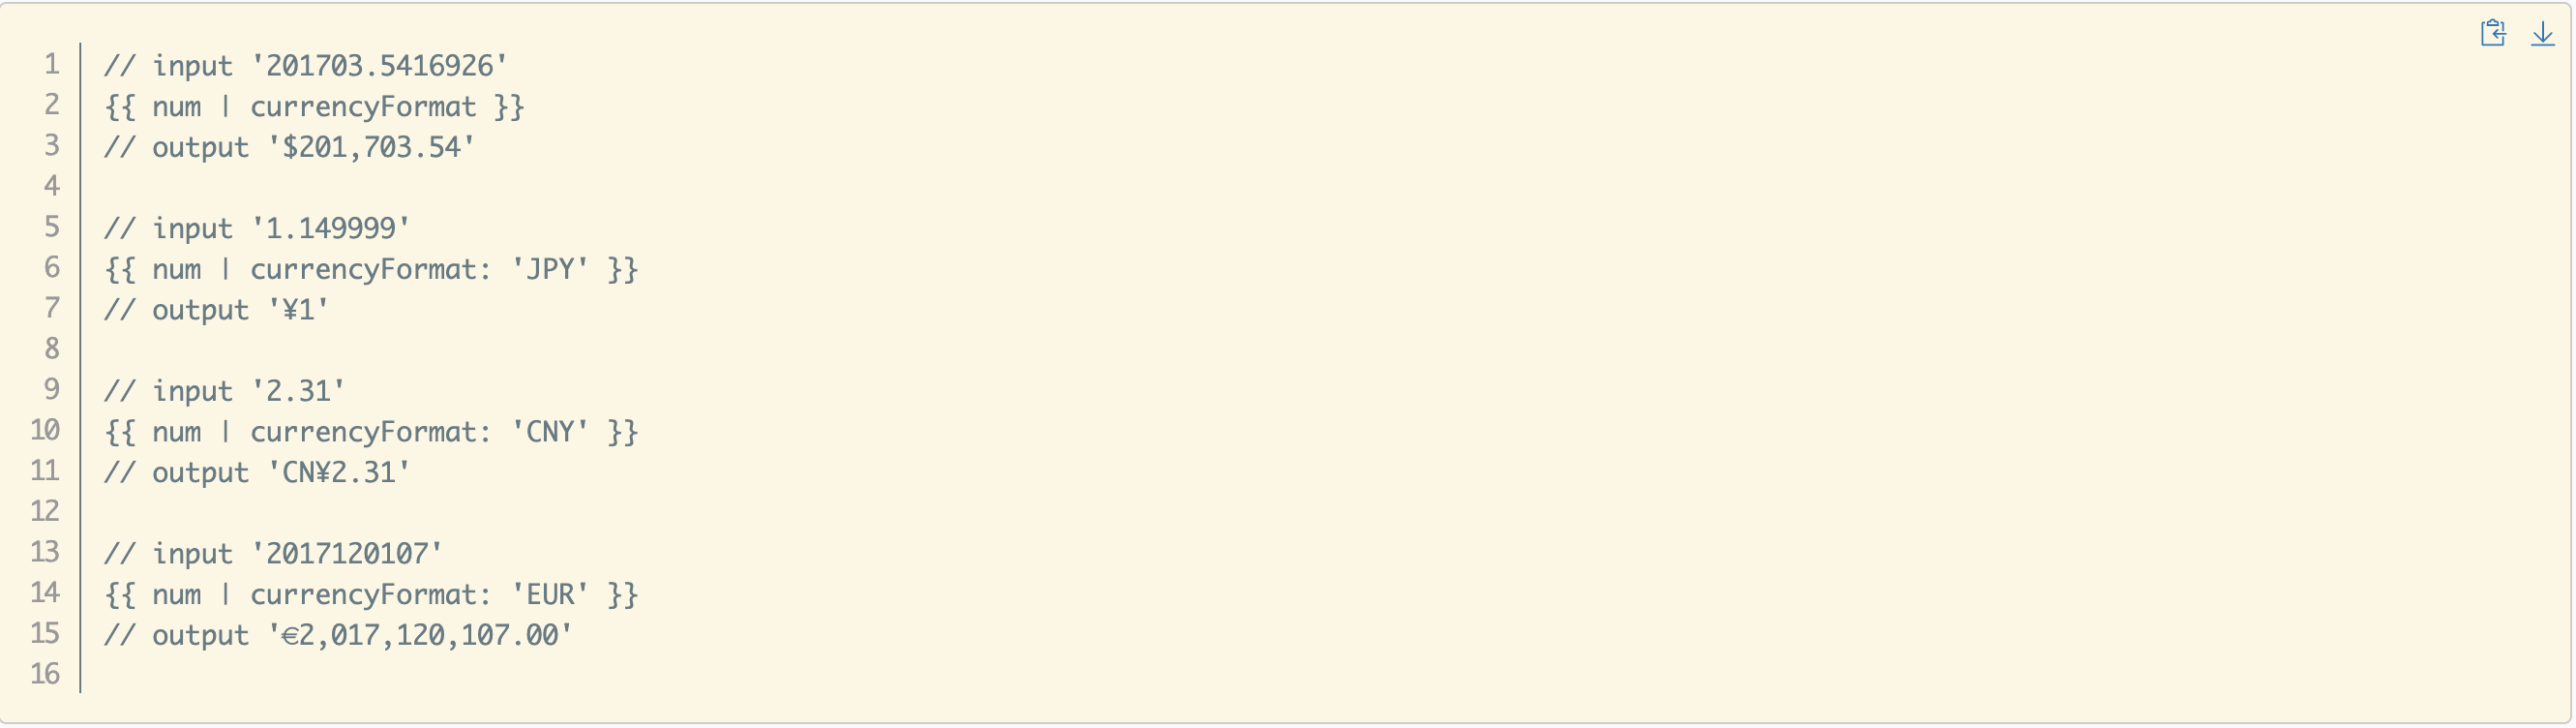 1 // input '201703.5416926'
2 {{ num | currencyFormat }}
3 // output '$201,703.54'
4
5 // input '1.149999'
6 {{ num | currencyFormat: 'JPY' }}
7 // output '¥1'
8
9 // input '2.31'
10 {{ num | currencyFormat: 'CNY' }}
11 // output 'CN¥2.31'
12
13 // input '2017120107'
14 {{ num | currencyFormat: 'EUR' }}
15 // output '€2,017,120,107.00'
16